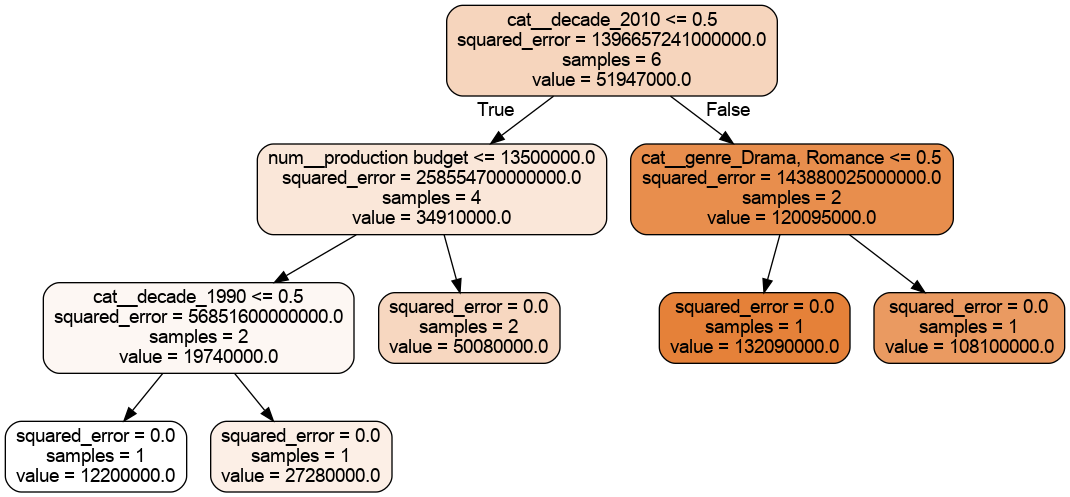 cat__decade_2010 <= 0.5
squared_error = 1396657241000000.0
samples = 6
value = 51947000.0
True
False
num__production budget <= 13500000.0
squared_error = 258554700000000.0
samples = 4
value = 34910000.0
cat__genre_Drama, Romance <= 0.5
squared_error = 143880025000000.0
samples = 2
value = 120095000.0
cat__decade_1990 <= 0.5
squared_error = 56851600000000.0
samples = 2
value = 19740000.0
squared_error = 0.0
samples = 2
value = 50080000.0
squared_error = 0.0
samples = 1
value = 132090000.0
squared_error = 0.0
samples = 1
value = 108100000.0
squared_error = 0.0
samples = 1
value = 12200000.0
squared_error = 0.0
samples = 1
value = 27280000.0